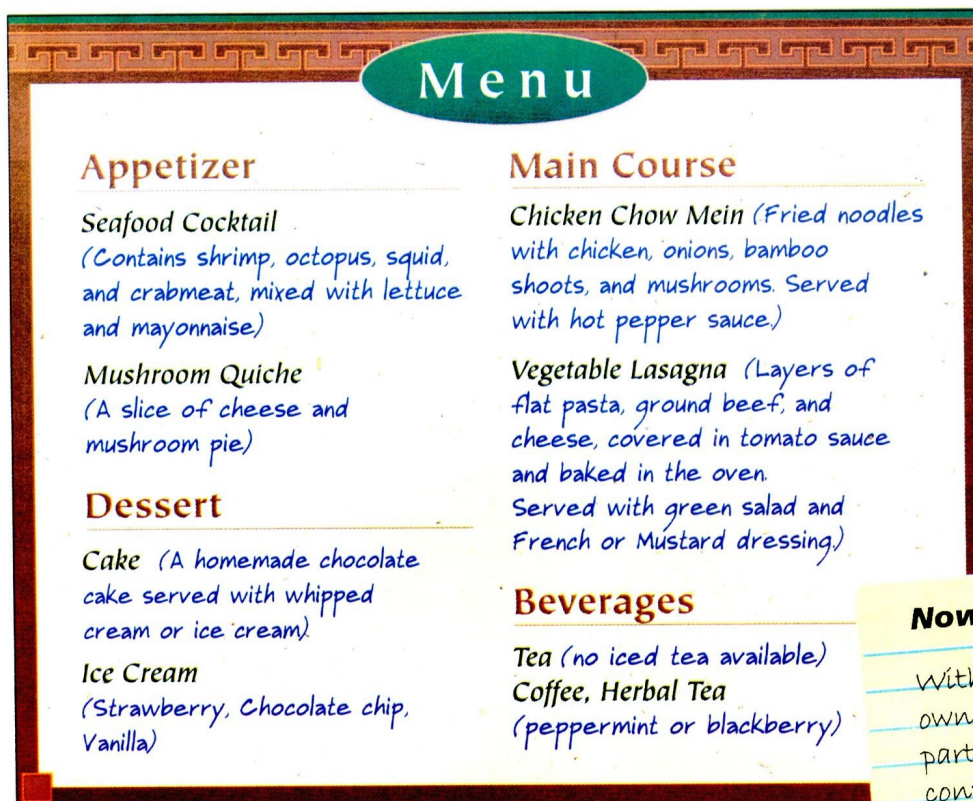 Menu
Appetizer
Seafood Cocktail
(Contains shrimp, octopus, squid,
and crabmeat, mixed with lettuce
and mayonnaise)
Mushroom Quiche
(A slice of cheese and
mushroom pie)
Dessert
Cake (A homemade chocolate
cake served with whipped
cream or ice cream).
Ice Cream
(Strawberry, Chocolate chip,
Vanilla)
Main Course
Chicken Chow Mein (Fried noodles
with chicken, onions, bamboo
shoots, and mushrooms. Served
with hot pepper sauce.)
Vegetable Lasagna (Layers of
flat pasta, ground beef, and
cheese, covered in tomato sauce
and baked in the oven.
Served with green salad and
French or Mustard dressing.)
Beverages
Tea (no iced tea available)
Coffee, Herbal Tea
(peppermint or blackberry)
Now
With
own
part
con